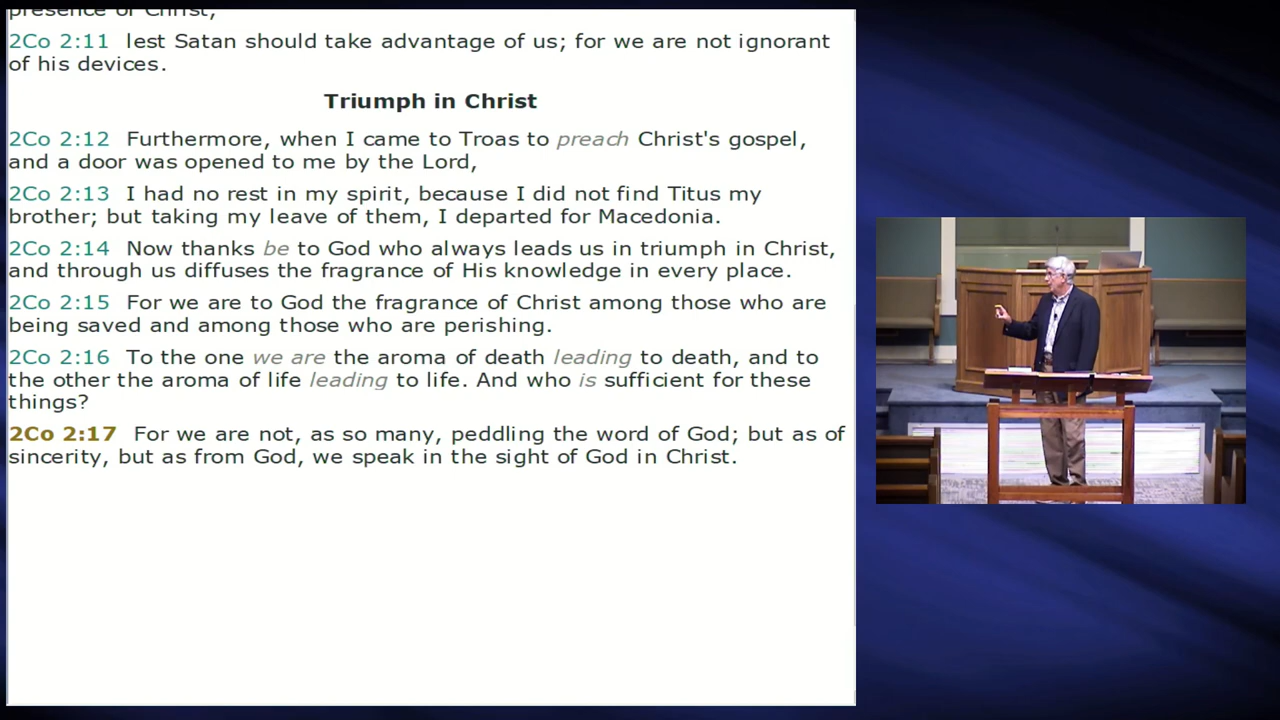 presence of Christ,
2Co 2:11 lest Satan should take advantage of us; for we are not ignorant
of his devices.
Triumph in Christ
2Co 2:12 Furthermore, when I came to Troas to preach Christ's gospel,
and a door was opened to me by the Lord,
2Co 2:13 I had no rest in my spirit, because I did not find Titus my
brother; but taking my leave of them, I departed for Macedonia.
2Co 2:14 Now thanks be to God who always leads us in triumph in Christ,
and through us diffuses the fragrance of His knowledge in every place.
2Co 2:15 For we are to God the fragrance of Christ among those who are
being saved and among those who are perishing.
2Co 2:16 To the one we are the aroma of death leading to death, and to
the other the aroma of life leading to life. And who is sufficient for these
things?
2Co 2:17 For we are not, as so many, peddling the word of God; but as of
sincerity, but as from God, we speak in the sight of God in Christ.